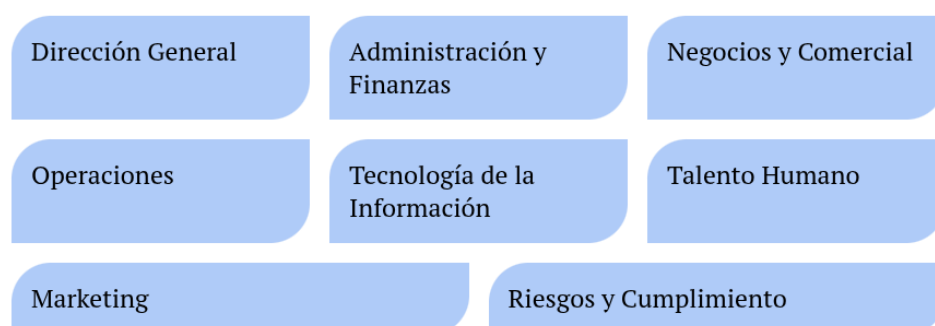 Dirección General
Administración y
Finanzas
Negocios y Comercial
Operaciones
Tecnología de la
Información
Talento Humano
Marketing
Riesgos y Cumplimiento